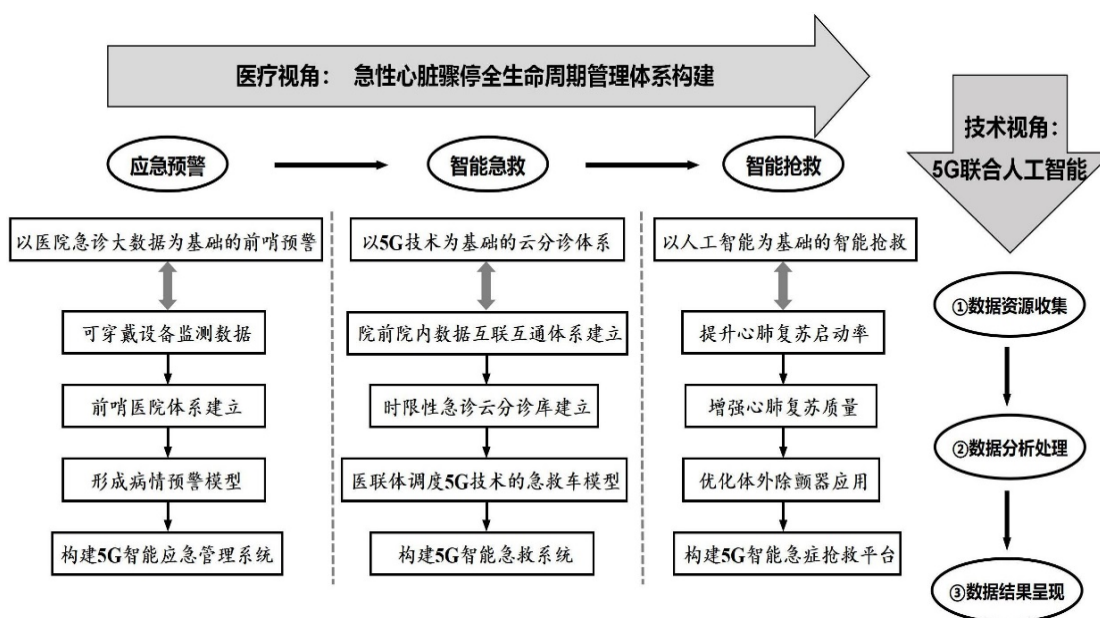 医疗视角： 急性心脏骤停全生命周期管理体系构建
技术视角：
5G联合人工智能
应急预警
智能急救
智能抢救
以医院急诊大数据为基础的前哨预警
可穿戴设备监测数据
前哨医院体系建立
形成病情预警模型
构建5G智能应急管理系统
以5G技术为基础的云分诊体系
院前院内数据互联互通体系建立
时限性急诊云分诊库建立
医联体调度5G技术的急救车模型
构建5G智能急救系统
以人工智能为基础的智能抢救
提升心肺复苏启动率
增强心肺复苏质量
优化体外除颤器应用
构建5G智能急症抢救平台
①数据资源收集
②数据分析处理
③数据结果呈现